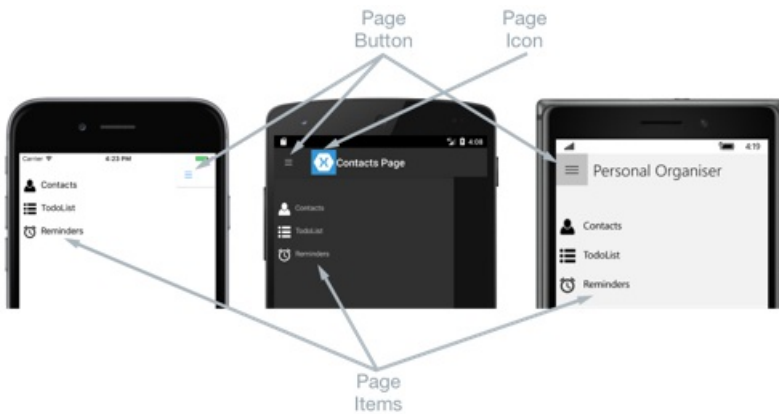 Page
Button
Page
Icon
Carrier
4:23 PM
Contacts
TodoList
Reminders
4:08
Contacts Page
Contacts
TodoList
Reminders
4:19
Personal Organiser
Contacts
TodoList
Reminders
Page
Items